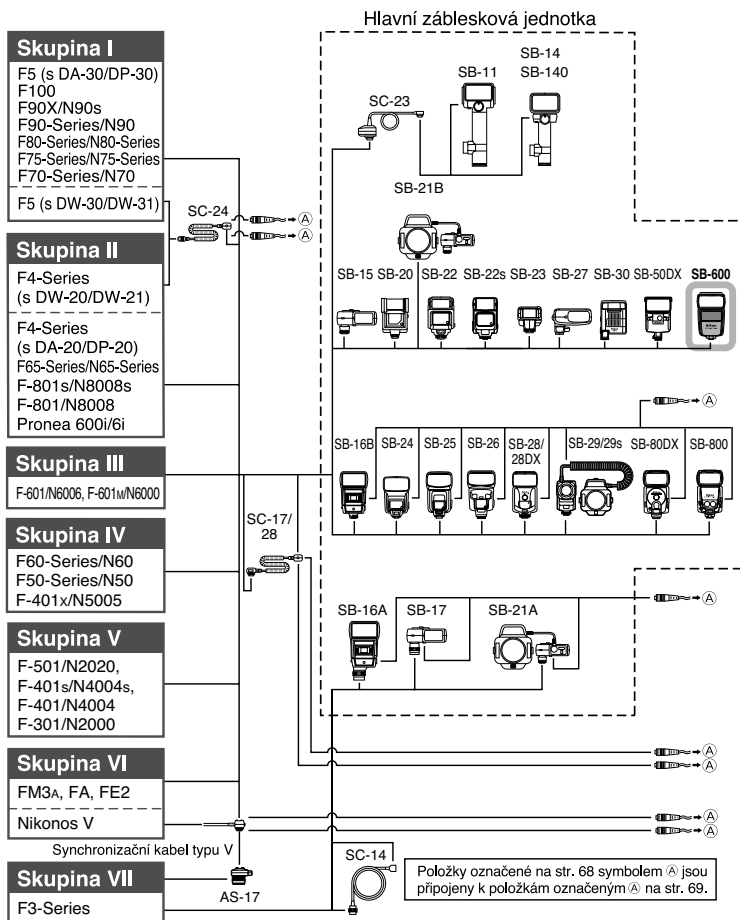 Hlavní záblesková jednotka
Skupina I
F5 (s DA-30/DP-30)
F100
F90X/N90s
F90-Series/N90
F80-Series/N80-Series
F75-Series/N75-Series
F70-Series/N70
F5 (s DW-30/DW-31)
SC-24
Ⓐ
Ⓐ
Skupina II
F4-Series
(s DW-20/DW-21)
F4-Series
(s DA-20/DP-20)
F65-Series/N65-Series
F-801s/N8008s
F-801/N8008
Pronea 600i/6i
Skupina III
F-601/N6006, F-601M/N6000
Skupina IV
F60-Series/N60
F50-Series/N50
F-401x/N5005
Skupina V
F-501/N2020,
F-401s/N4004s,
F-401/N4004
F-301/N2000
Skupina VI
FM3A, FA, FE2
Nikonos V
Synchronizační kabel typu V
Skupina VII
F3-Series
AS-17
SC-17/
28
SC-14
SC-23
SB-11
SB-14
SB-140
SB-21B
SB-15 SB-20 SB-22 SB-22s SB-23 SB-27 SB-30 SB-50DX SB-600
Ⓐ
SB-16B SB-24 SB-25 SB-26 SB-28/
28DX
SB-29/29s SB-80DX SB-800
SB-16A SB-17 SB-21A
Ⓐ
Ⓐ
Ⓐ
Ⓐ
Ⓐ
Položky označené na str. 68 symbolem Ⓐ jsou
připojeny k položkám označeným Ⓐ na str. 69.